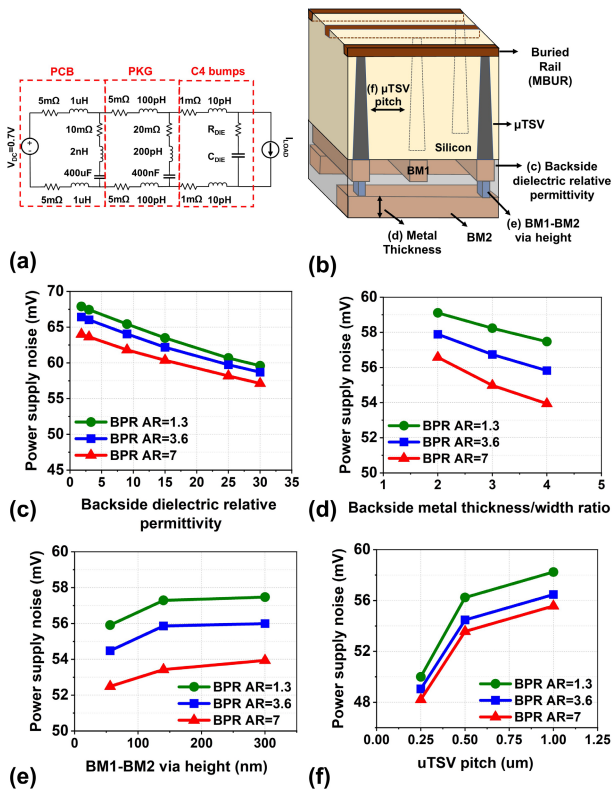 PCB
PKG
C4 bumps
5mΩ
1uH
5mΩ
100pH
1mΩ
10pH
10mΩ
20mΩ
R_DIE
V_DC=0.7V
I_LOAD
2nH
200pH
C_DIE
400uF
400nF
5mΩ
1uH
5mΩ
100pH
1mΩ
10pH
(a)
Buried
Rail
(MBUR)
(f) µTSV
pitch
µTSV
Silicon
BM1
(c) Backside
dielectric relative
permittivity
(e) BM1-BM2
via height
(d) Metal
Thickness
BM2
(b)
Power supply noise (mV)
70
65
60
55
50
45
BPR AR=1.3
BPR AR=3.6
BPR AR=7
0 5 10 15 20 25 30 35
Backside dielectric relative
permittivity
(c)
Power supply noise (mV)
60
58
56
54
52
50
BPR AR=1.3
BPR AR=3.6
BPR AR=7
1 2 3 4 5
Backside metal thickness/width ratio
(d)
Power supply noise (mV)
60
58
56
54
52
50
BPR AR=1.3
BPR AR=3.6
BPR AR=7
0 100 200 300
BM1-BM2 via height (nm)
(e)
Power supply noise (mV)
60
56
52
48
BPR AR=1.3
BPR AR=3.6
BPR AR=7
0.00 0.25 0.50 0.75 1.00
uTSV pitch (um)
(f)